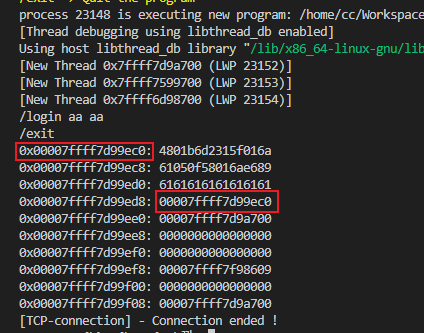 /exit -> Quit the program
process 23148 is executing new program: /home/cc/Workspace
[Thread debugging using libthread_db enabled]
Using host libthread_db library "/lib/x86_64-linux-gnu/lib
[New Thread 0x7ffff7d9a700 (LWP 23152)]
[New Thread 0x7ffff7599700 (LWP 23153)]
[New Thread 0x7ffff6d98700 (LWP 23154)]
/login aa aa
/exit
0x00007ffff7d99ec0: 4801b6d2315f016a
0x00007ffff7d99ec8: 61050f58016ae689
0x00007ffff7d99ed0: 6161616161616161
0x00007ffff7d99ed8: 00007ffff7d99ec0
0x00007ffff7d99ee0: 00007ffff7d9a700
0x00007ffff7d99ee8: 0000000000000000
0x00007ffff7d99ef0: 0000000000000000
0x00007ffff7d99ef8: 00007ffff7f98609
0x00007ffff7d99f00: 0000000000000000
0x00007ffff7d99f08: 00007ffff7d9a700
[TCP-connection] - Connection ended !